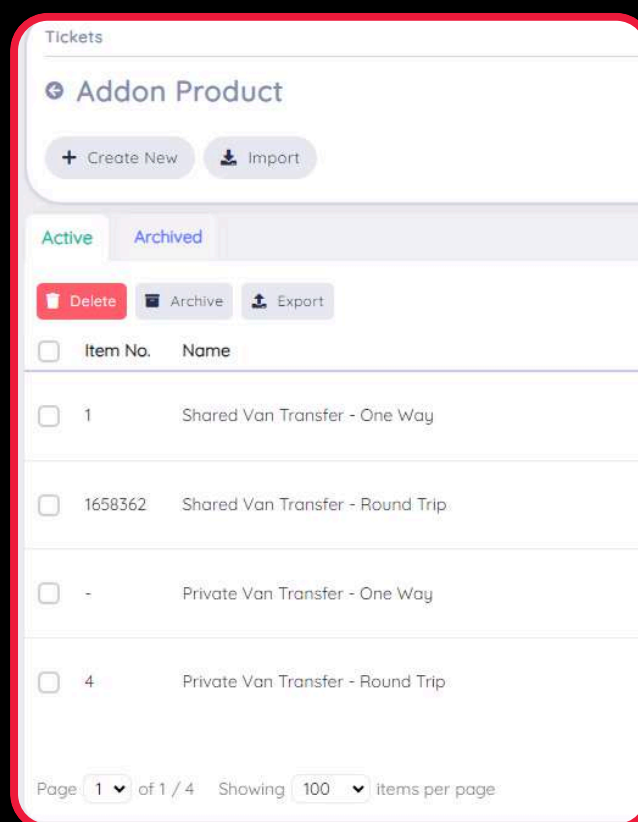 Tickets
Addon Product
Create New Import
Active Archived
Delete Archive Export
Item No. Name
1 Shared Van Transfer - One Way
1658362 Shared Van Transfer - Round Trip
- Private Van Transfer - One Way
4 Private Van Transfer - Round Trip
Page 1 of 1 / 4 Showing 100 items per page